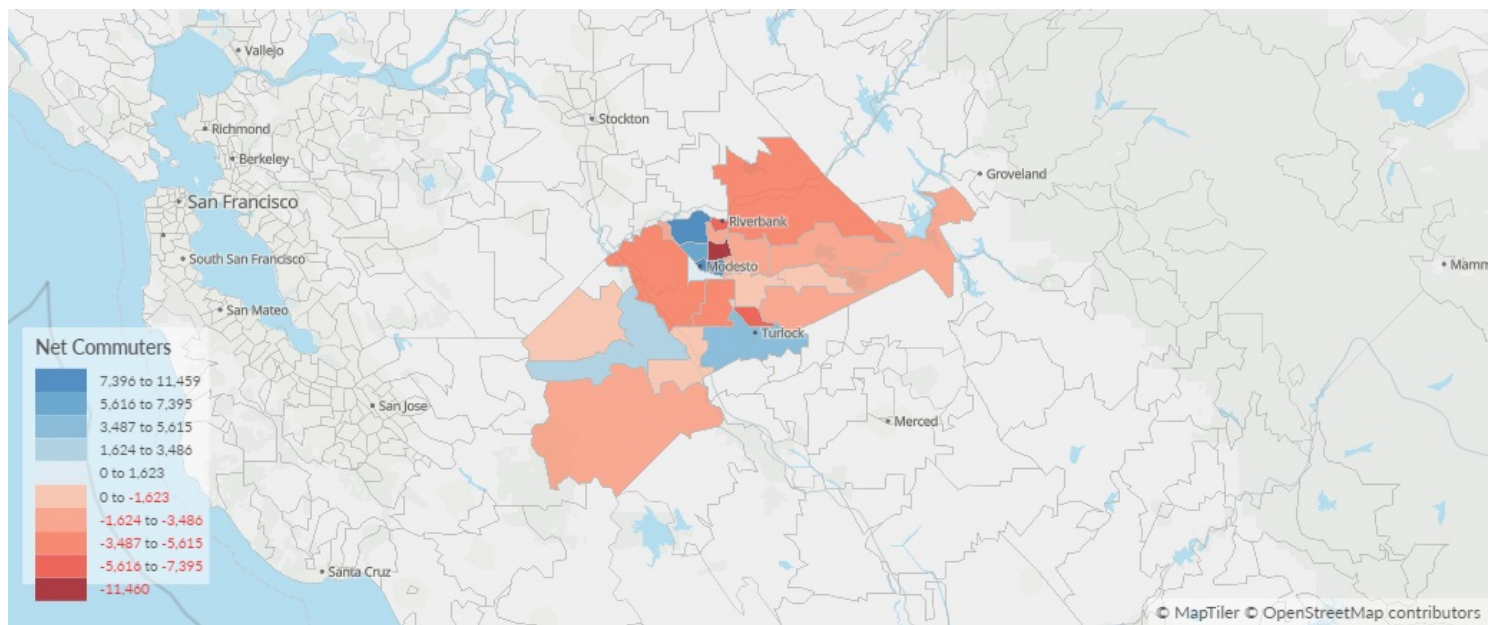 Vallejo
Richmond
Berkeley
San Francisco
South San Francisco
San Mateo
San Jose
Santa Cruz
Stockton
Riverbank
Modesto
Turlock
Merced
Groveland
Mamm
Net Commuters
7,396 to 11,459
5,616 to 7,395
3,487 to 5,615
1,624 to 3,486
0 to 1,623
0 to -1,623
-1,624 to -3,486
-3,487 to -5,615
-5,616 to -7,395
-11,460
© MapTiler © OpenStreetMap contributors